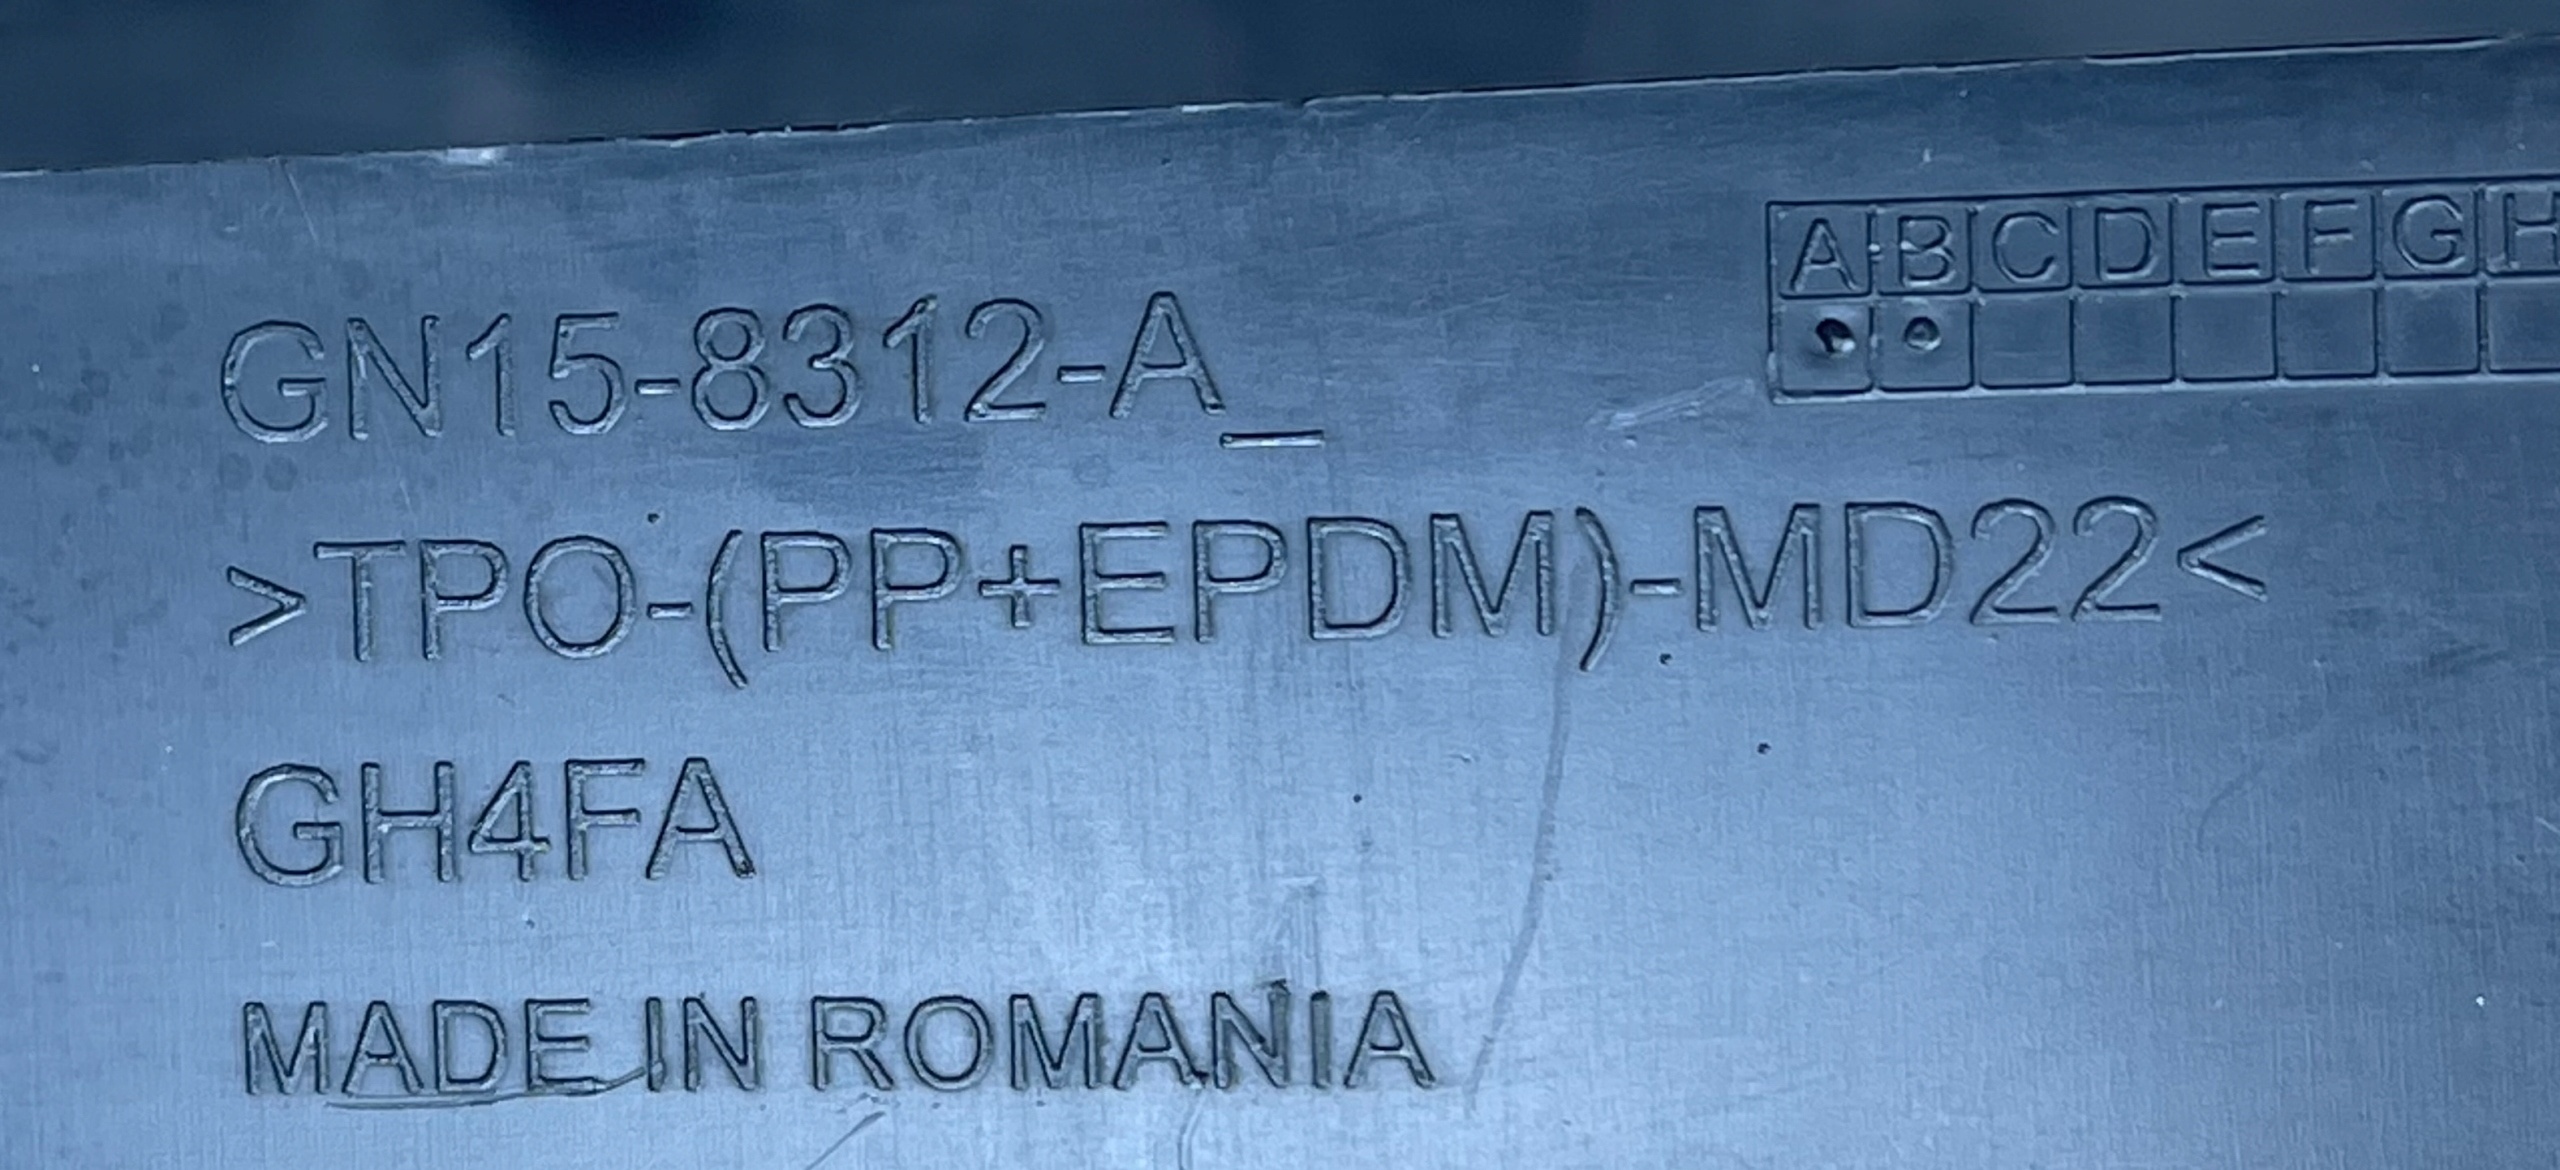 A B C D E F G H
GN15-8312-A_
>TPO-(PP+EPDM)-MD22<
GH4FA
MADE IN ROMANIA